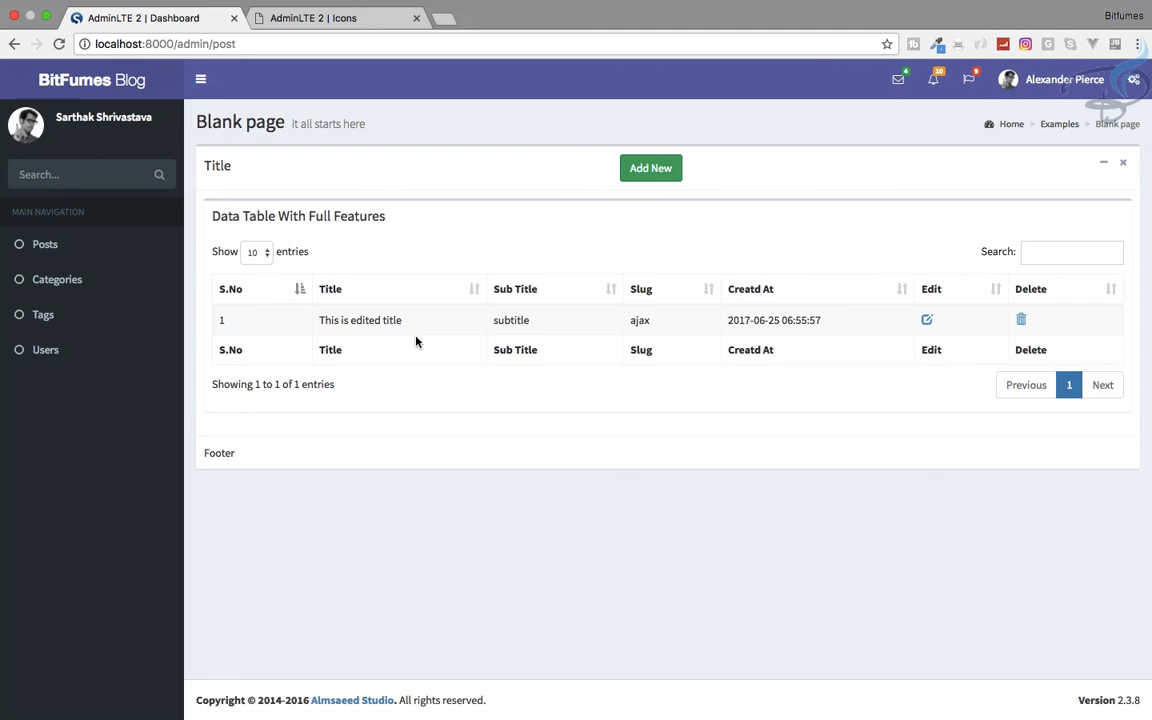 AdminLTE 2 | Dashboard
AdminLTE 2 | Icons
Bitfumes
localhost:8000/admin/post
BitFumes Blog
4
10
9
Alexander Pierce
Sarthak Shrivastava
Search...
MAIN NAVIGATION
Posts
Categories
Tags
Users
Blank page it all starts here
Home > Examples > Blank page
Title
Add New
Data Table With Full Features
Show 10 entries
Search:
S.No Title Sub Title Slug Creatd At Edit Delete
1 This is edited title subtitle ajax 2017-06-25 06:55:57
S.No Title Sub Title Slug Creatd At Edit Delete
Showing 1 to 1 of 1 entries
Previous 1 Next
Footer
Copyright © 2014-2016 Almsaeed Studio. All rights reserved.
Version 2.3.8